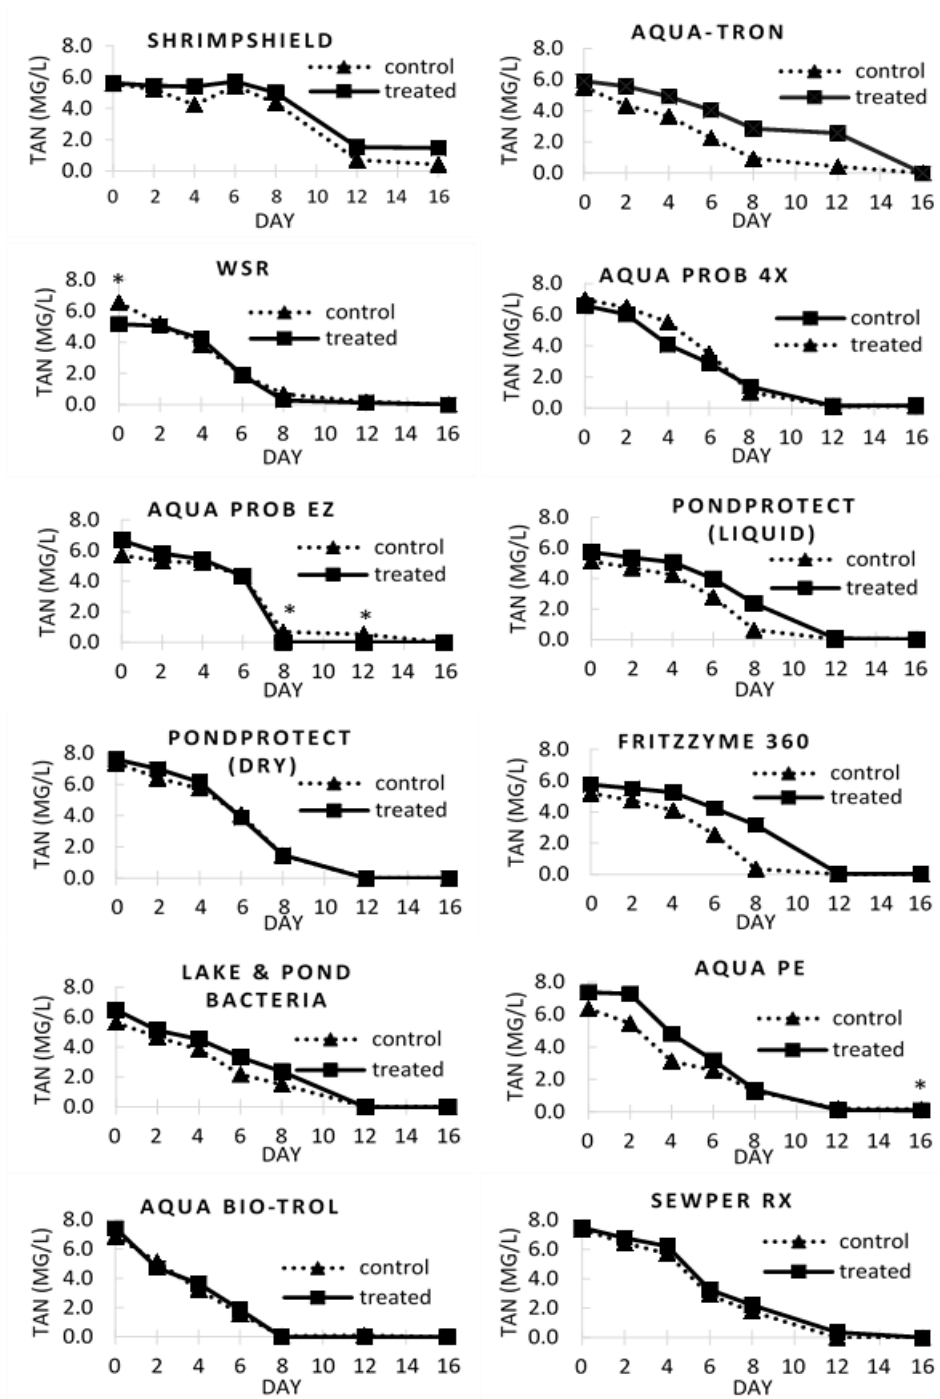 SHRIMPSHIELD
TAN (MG/L)
8.0
6.0
4.0
2.0
0.0
control
treated
0 2 4 6 8 10 12 14 16
DAY
AQUA-TRON
TAN (MG/L)
8.0
6.0
4.0
2.0
0.0
control
treated
0 2 4 6 8 10 12 14 16
DAY
WSR
TAN (MG/L)
8.0
6.0
4.0
2.0
0.0
*
control
treated
0 2 4 6 8 10 12 14 16
DAY
AQUA PROB 4X
TAN (MG/L)
8.0
6.0
4.0
2.0
0.0
control
treated
0 2 4 6 8 10 12 14 16
DAY
AQUA PROB EZ
TAN (MG/L)
8.0
6.0
4.0
2.0
0.0
control
treated
* *
0 2 4 6 8 10 12 14 16
DAY
PONDPROTECT
(LIQUID)
TAN (MG/L)
8.0
6.0
4.0
2.0
0.0
control
treated
0 2 4 6 8 10 12 14 16
DAY
PONDPROTECT
(DRY)
TAN (MG/L)
8.0
6.0
4.0
2.0
0.0
control
treated
0 2 4 6 8 10 12 14 16
DAY
FRITZZYME 360
TAN (MG/L)
8.0
6.0
4.0
2.0
0.0
control
treated
0 2 4 6 8 10 12 14 16
DAY
LAKE & POND
BACTERIA
TAN (MG/L)
8.0
6.0
4.0
2.0
0.0
control
treated
0 2 4 6 8 10 12 14 16
DAY
AQUA PE
TAN (MG/L)
8.0
6.0
4.0
2.0
0.0
control
treated
*
0 2 4 6 8 10 12 14 16
DAY
AQUA BIO-TROL
TAN (MG/L)
8.0
6.0
4.0
2.0
0.0
control
treated
0 2 4 6 8 10 12 14 16
DAY
SEWPER RX
TAN (MG/L)
8.0
6.0
4.0
2.0
0.0
control
treated
0 2 4 6 8 10 12 14 16
DAY